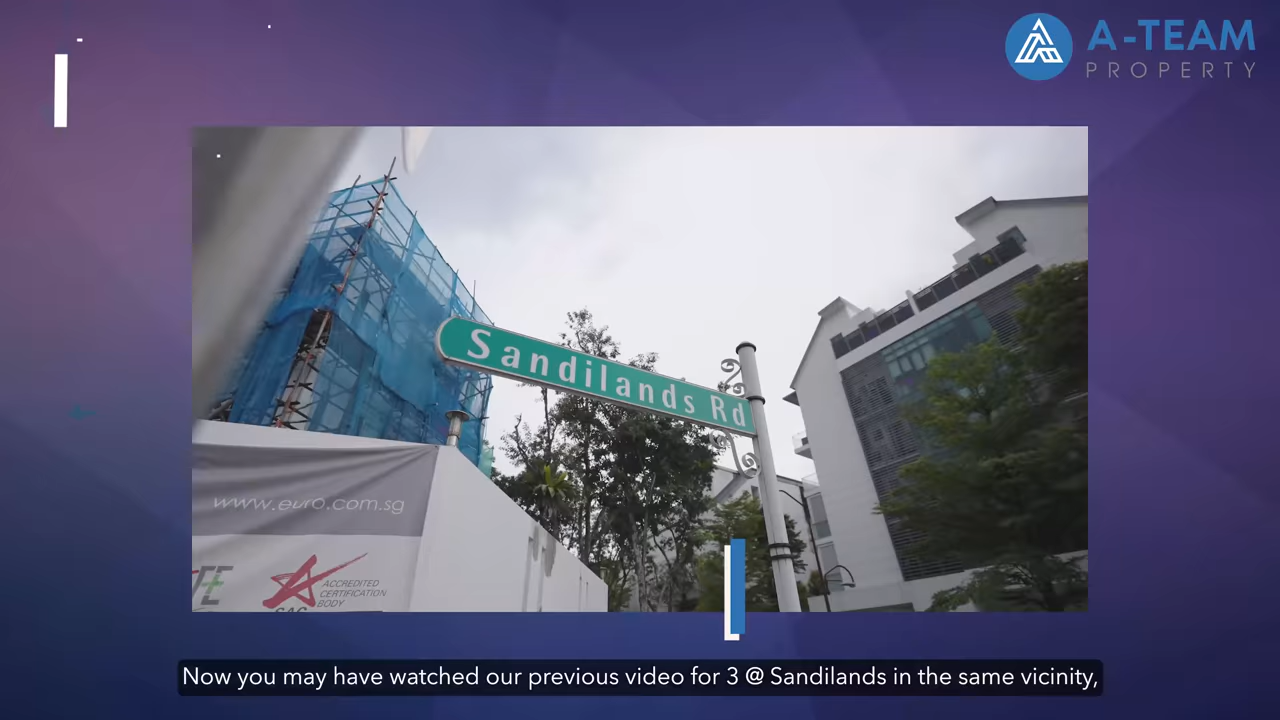 A-TEAM
PROPERTY
Sandilands Rd
www.euro.com.sg
ACCREDITED
CERTIFICATION
BODY
SAC
Now you may have watched our previous video for 3 @ Sandilands in the same vicinity,